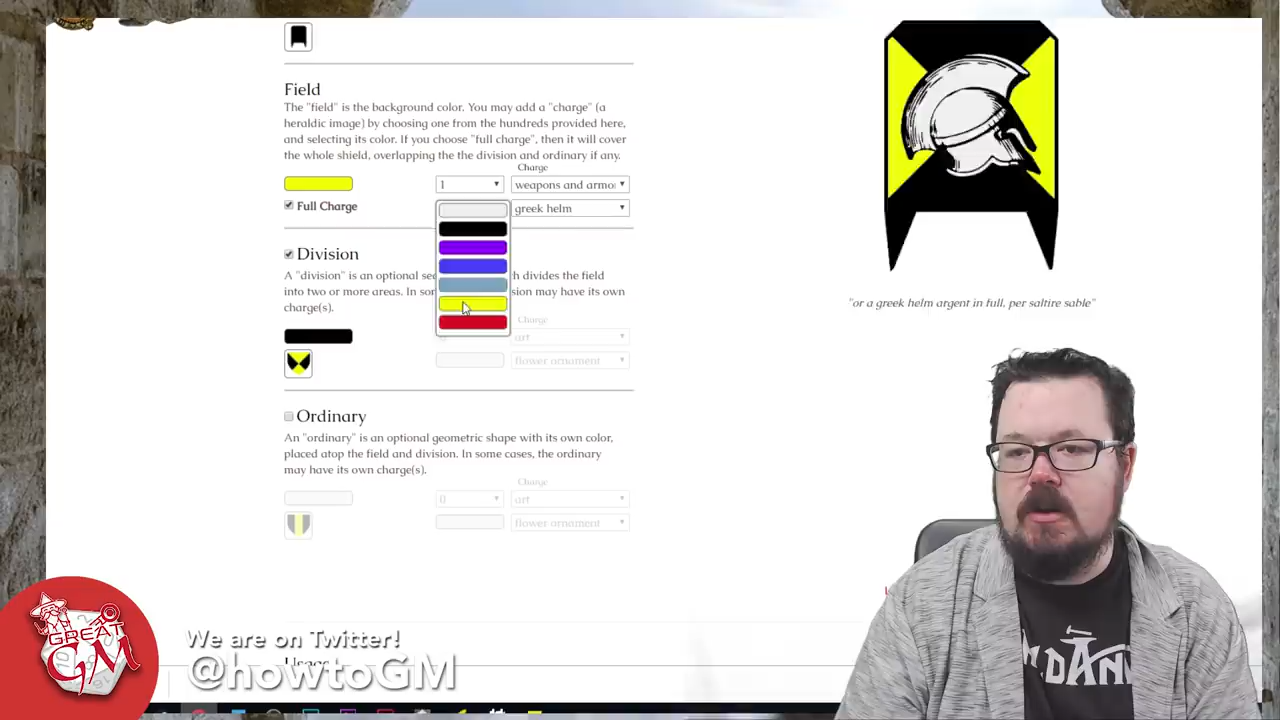 Field
The "field" is the background color. You may add a "charge" (a
heraldic image) by choosing one from the hundreds provided here,
and selecting its color. If you choose "full charge", then it will cover
the whole shield, overlapping the the division and ordinary if any.
Charge
1
weapons and armo
Full Charge
greek helm
Division
A "division" is an optional sec h divides the field
into two or more areas. In som ision may have its own
charge(s).
Charge
art
flower ornament
Ordinary
An "ordinary" is an optional geometric shape with its own color,
placed atop the field and division. In some cases, the ordinary
may have its own charge(s).
Charge
0
art
flower ornament
"or a greek helm argent in full, per saltire sable"
GREAT
GM
We are on Twitter!
@howtoGM